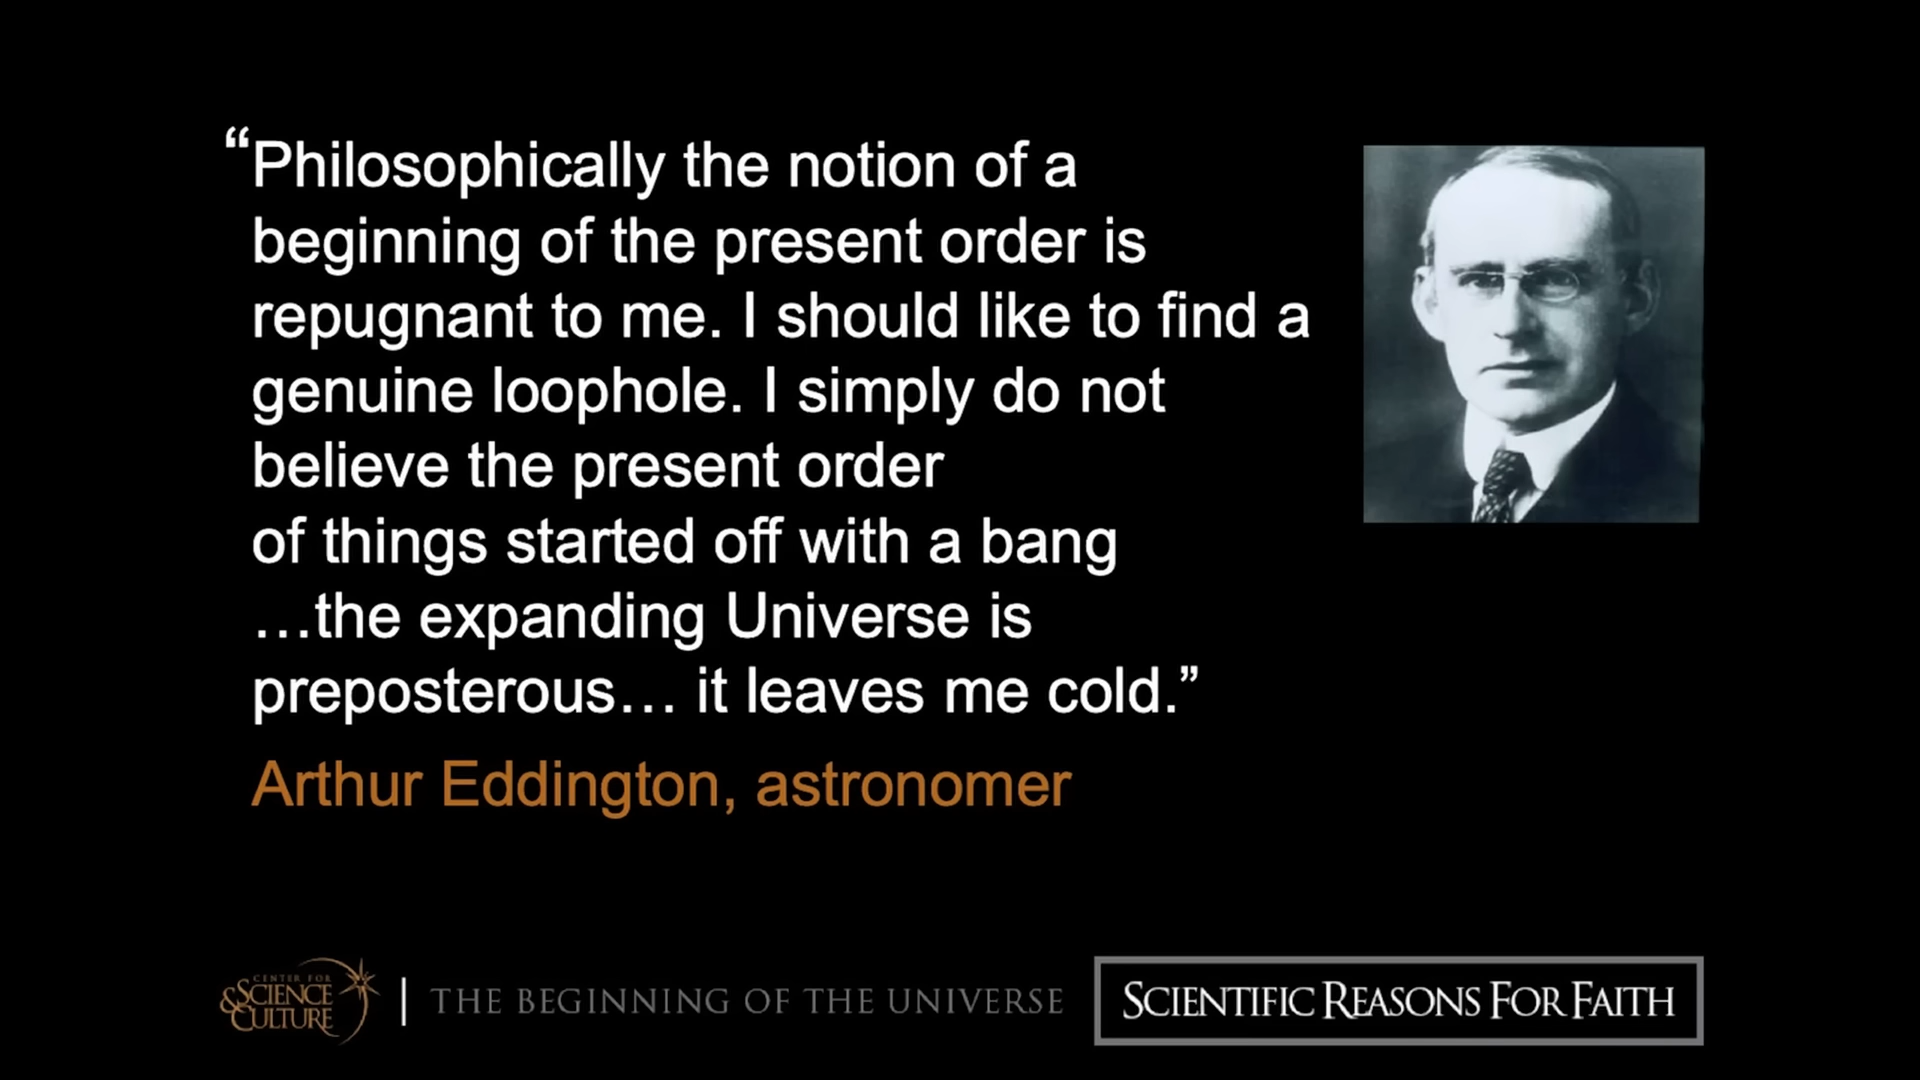 “Philosophically the notion of a
beginning of the present order is
repugnant to me. I should like to find a
genuine loophole. I simply do not
believe the present order
of things started off with a bang
…the expanding Universe is
preposterous… it leaves me cold.”
Arthur Eddington, astronomer
CENTER FOR
&SCIENCE
CULTURE
| THE BEGINNING OF THE UNIVERSE
SCIENTIFIC REASONS FOR FAITH